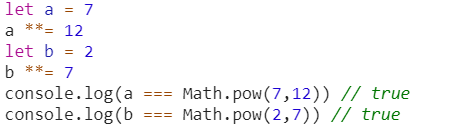 let a = 7
a **= 12
let b = 2
b **= 7
console.log(a === Math.pow(7,12)) // true
console.log(b === Math.pow(2,7)) // true